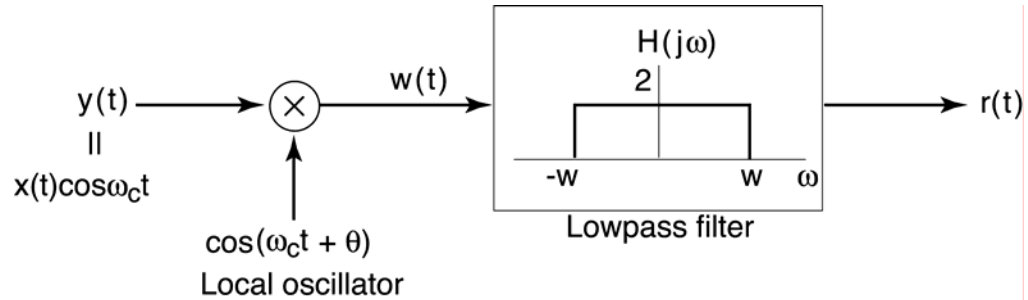 y(t)
||
x(t)cosω_ct
w(t)
cos(ω_ct + θ)
Local oscillator
H(jω)
2
-w
w
ω
Lowpass filter
r(t)